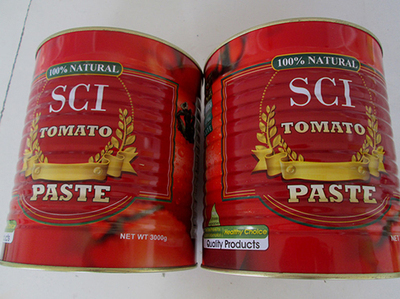 100% NATURAL
SCI
TOMATO
PASTE
NET WT 3000g
100% NATURAL
SCI
TOMATO
PASTE
Healthy Choice
Quality Products